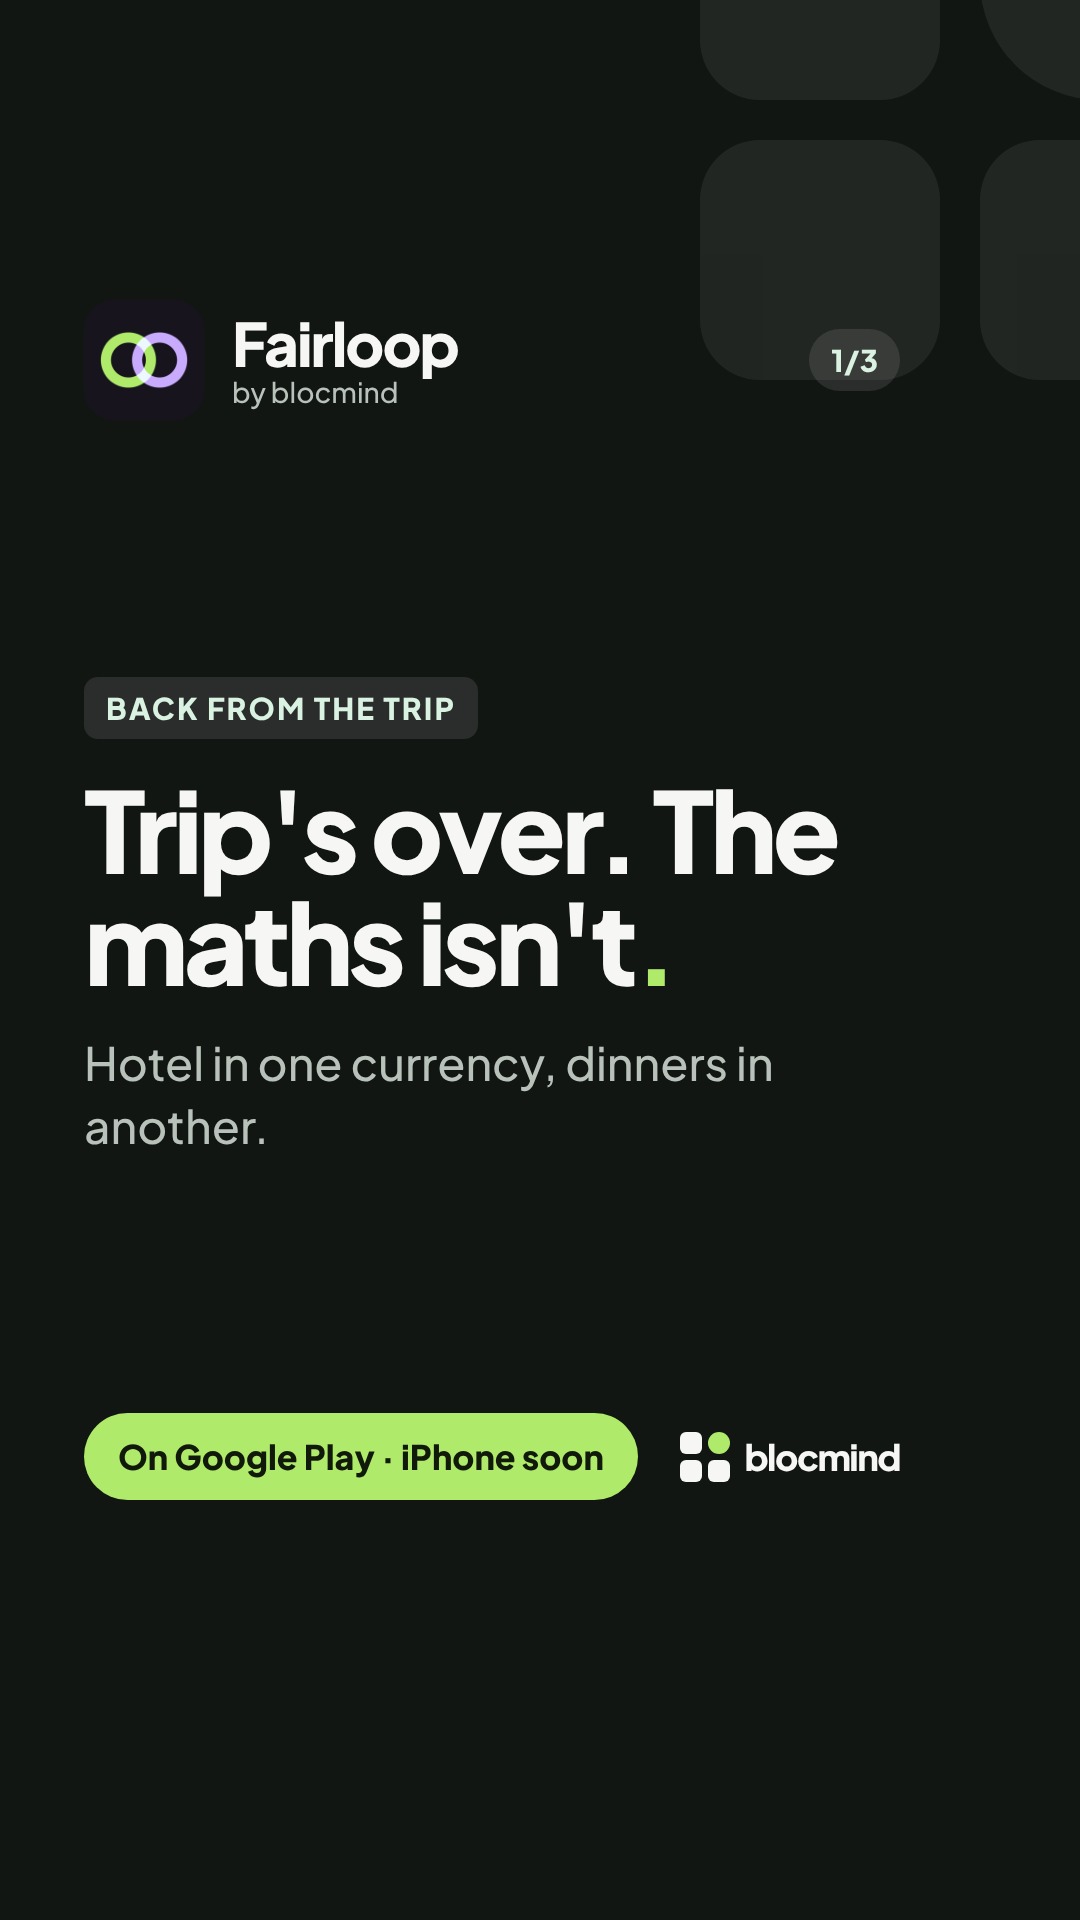 Fairloop
by blocmind
1/3
BACK FROM THE TRIP
Trip's over. The
maths isn't.
Hotel in one currency, dinners in
another.
On Google Play · iPhone soon
blocmind